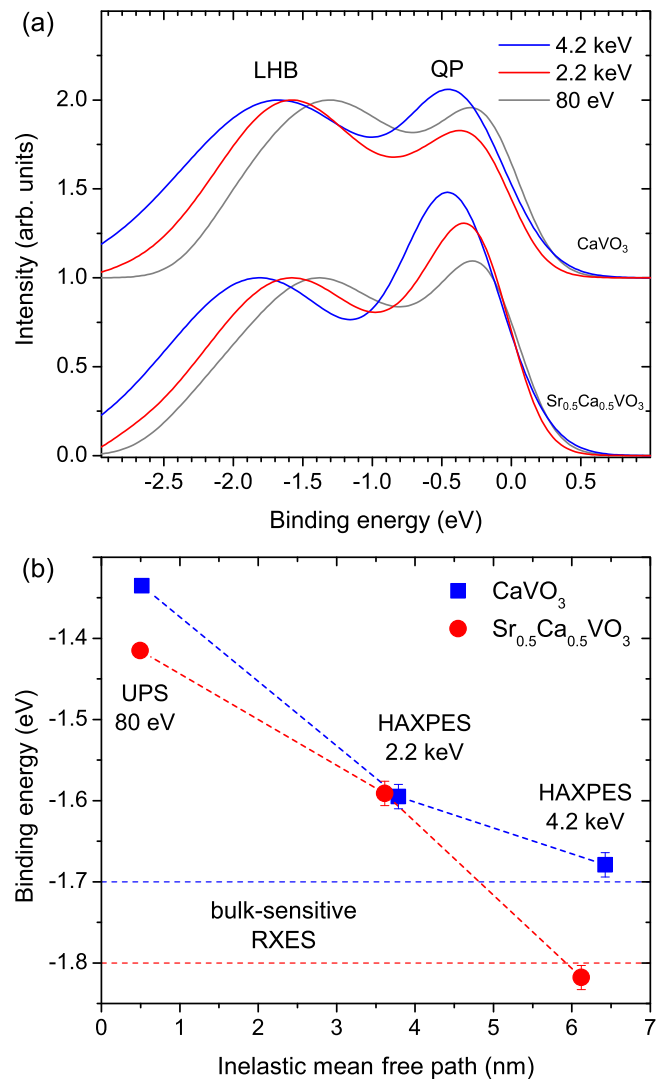 (a)
4.2 keV
2.2 keV
80 eV
LHB
QP
CaVO₃
Sr₀.₅Ca₀.₅VO₃
2.0
1.5
1.0
0.5
0.0
Intensity (arb. units)
-2.5 -2.0 -1.5 -1.0 -0.5 0.0 0.5
Binding energy (eV)
(b)
CaVO₃
Sr₀.₅Ca₀.₅VO₃
UPS
80 eV
HAXPES
2.2 keV
HAXPES
4.2 keV
bulk-sensitive
RXES
-1.4
-1.5
-1.6
-1.7
-1.8
Binding energy (eV)
0 1 2 3 4 5 6 7
Inelastic mean free path (nm)